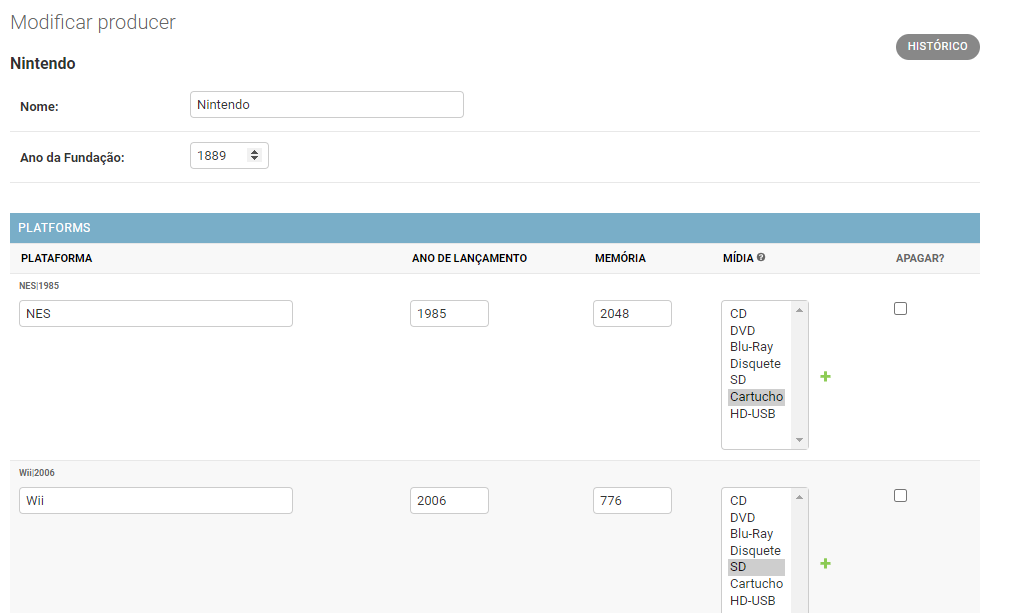 Modificar producer
HISTÓRICO
Nintendo
Nome: Nintendo
Ano da Fundação: 1889
PLATFORMS
PLATAFORMA ANO DE LANÇAMENTO MEMÓRIA MÍDIA ? APAGAR?
NES|1985
NES 1985 2048
CD
DVD
Blu-Ray
Disquete
SD
Cartucho
HD-USB
Wii|2006
Wii 2006 776
CD
DVD
Blu-Ray
Disquete
SD
Cartucho
HD-USB